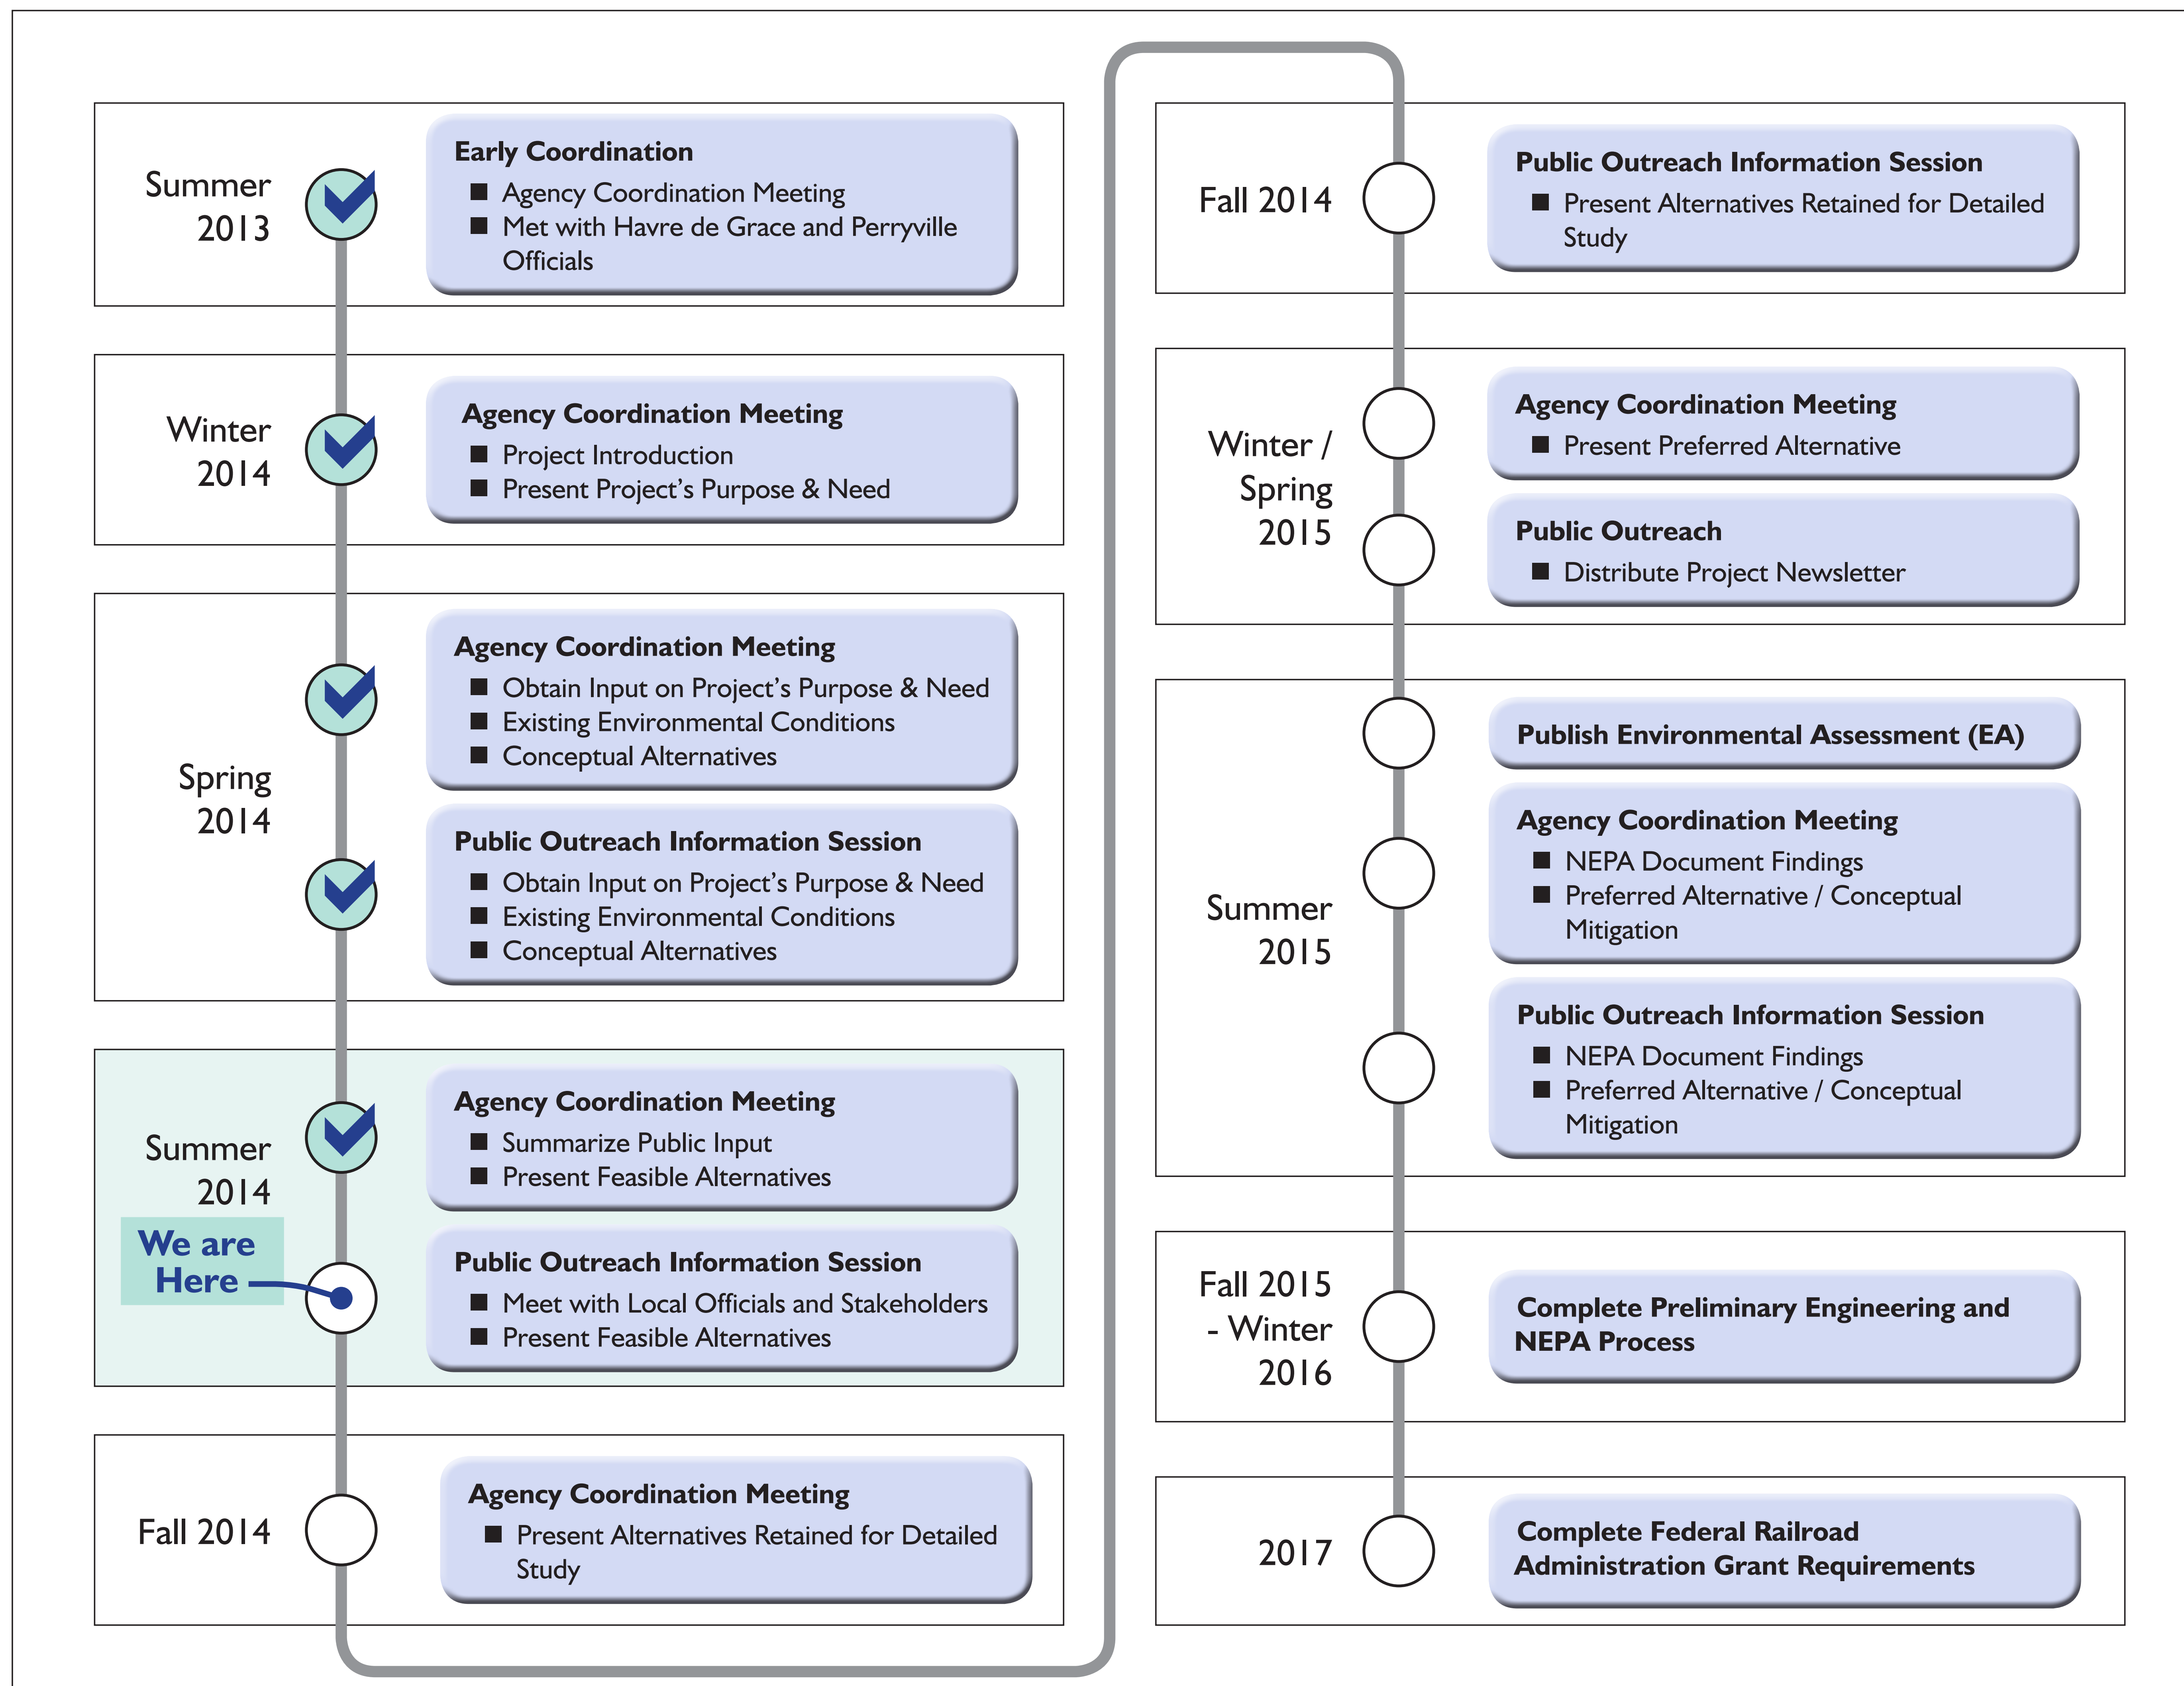 Summer
2013
Early Coordination
■ Agency Coordination Meeting
■ Met with Havre de Grace and Perryville
Officials
Winter
2014
Agency Coordination Meeting
■ Project Introduction
■ Present Project's Purpose & Need
Spring
2014
Agency Coordination Meeting
■ Obtain Input on Project's Purpose & Need
■ Existing Environmental Conditions
■ Conceptual Alternatives
Public Outreach Information Session
■ Obtain Input on Project's Purpose & Need
■ Existing Environmental Conditions
■ Conceptual Alternatives
Summer
2014
We are
Here
Agency Coordination Meeting
■ Summarize Public Input
■ Present Feasible Alternatives
Public Outreach Information Session
■ Meet with Local Officials and Stakeholders
■ Present Feasible Alternatives
Fall 2014
Agency Coordination Meeting
■ Present Alternatives Retained for Detailed
Study
Fall 2014
Public Outreach Information Session
■ Present Alternatives Retained for Detailed
Study
Winter /
Spring
2015
Agency Coordination Meeting
■ Present Preferred Alternative
Public Outreach
■ Distribute Project Newsletter
Summer
2015
Publish Environmental Assessment (EA)
Agency Coordination Meeting
■ NEPA Document Findings
■ Preferred Alternative / Conceptual
Mitigation
Public Outreach Information Session
■ NEPA Document Findings
■ Preferred Alternative / Conceptual
Mitigation
Fall 2015
- Winter
2016
Complete Preliminary Engineering and
NEPA Process
2017
Complete Federal Railroad
Administration Grant Requirements